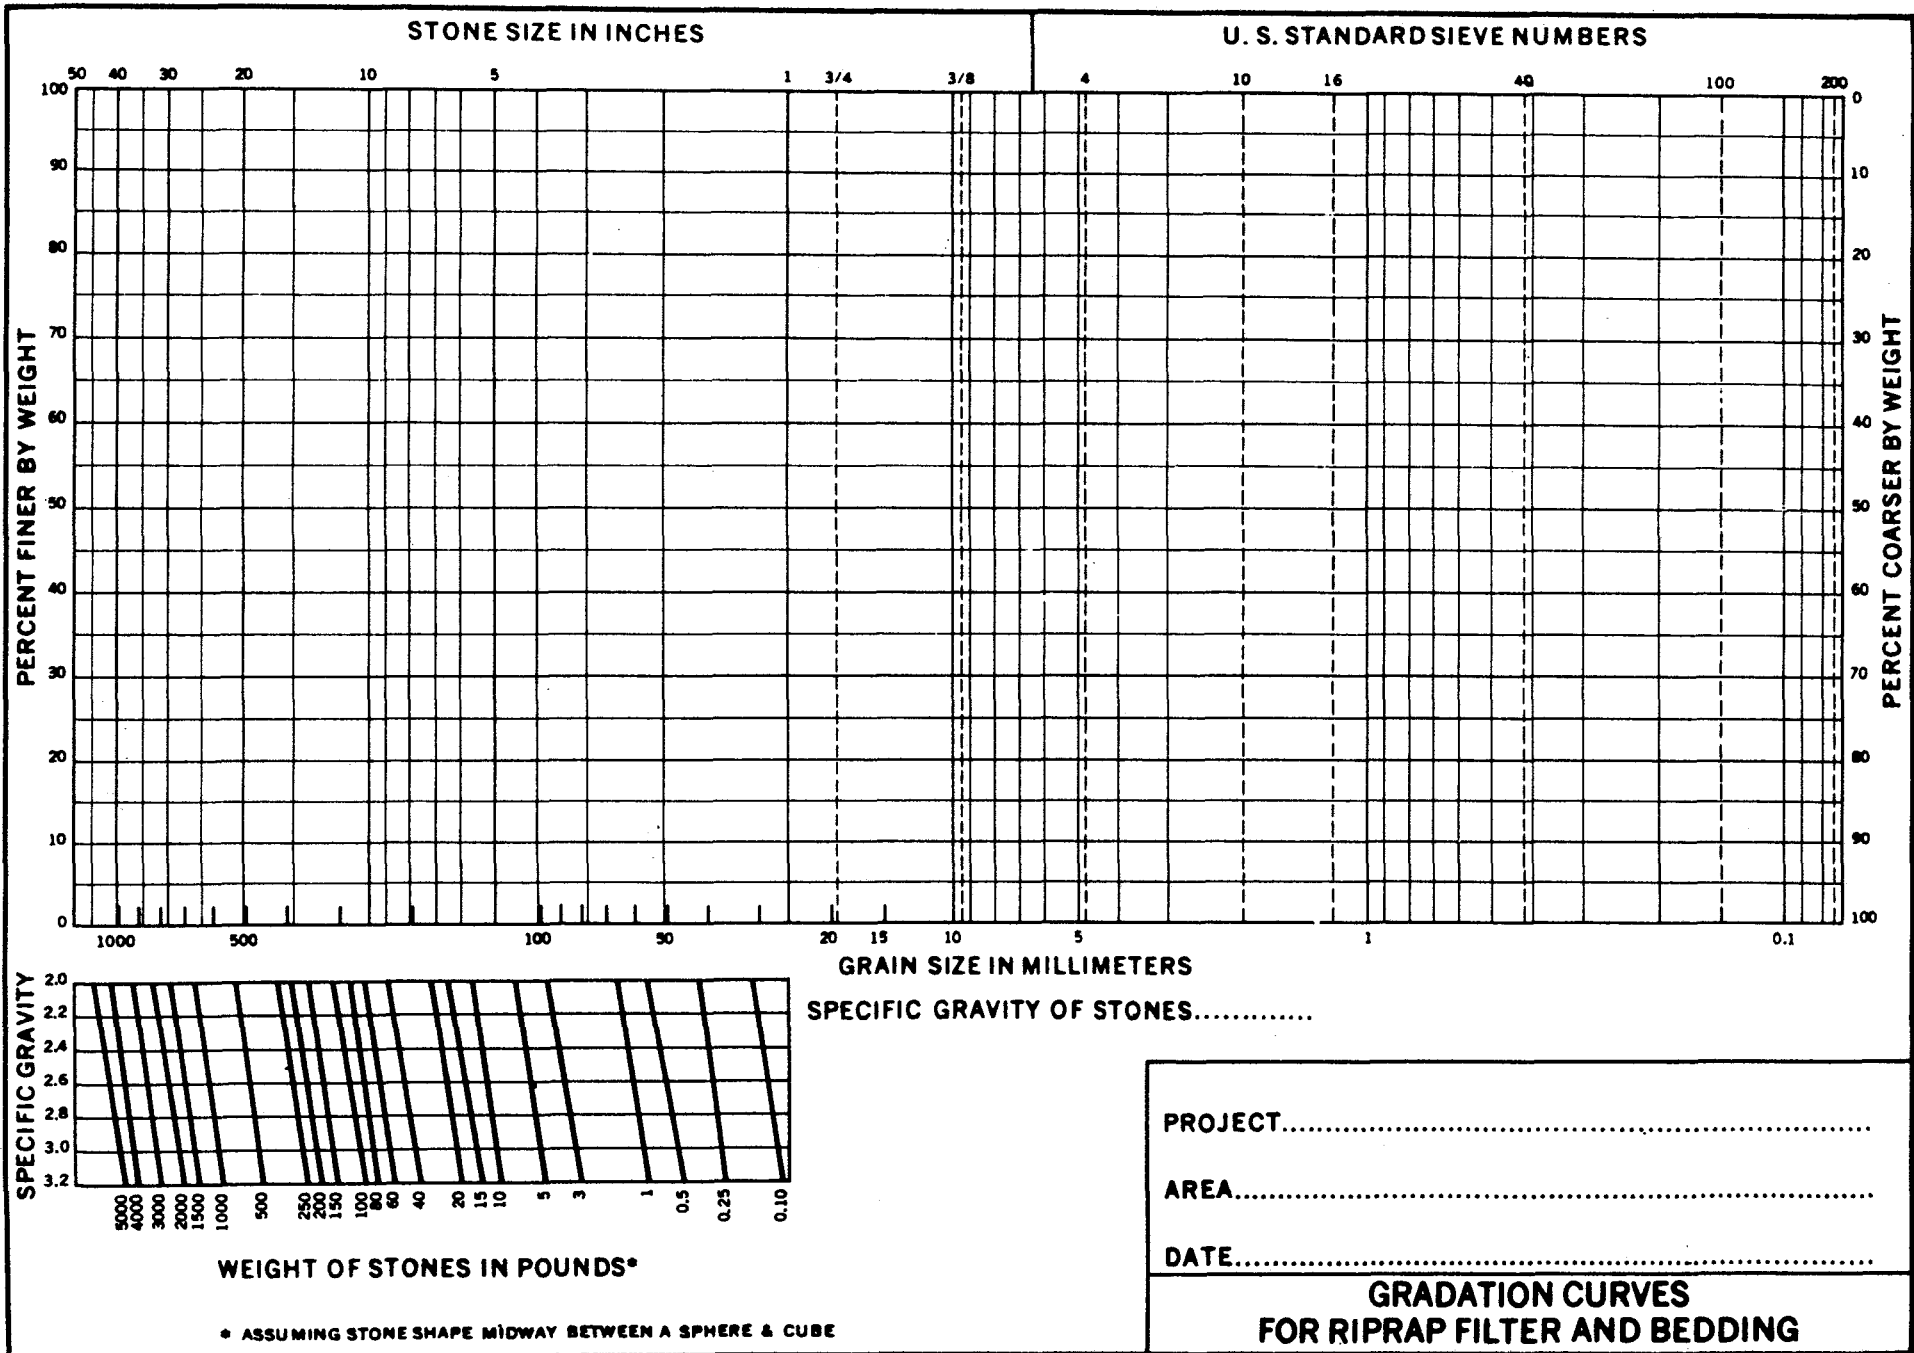 STONE SIZE IN INCHES
U. S. STANDARD SIEVE NUMBERS
50 40 30 20 10 5 1 3/4 3/8 4 10 16 40 100 200
100
90
80
70
60
50
40
30
20
10
0
PERCENT FINER BY WEIGHT
0
10
20
30
40
50
60
70
80
90
100
PERCENT COARSER BY WEIGHT
1000 500 100 50 20 15 10 5 1 0.1
GRAIN SIZE IN MILLIMETERS
SPECIFIC GRAVITY
2.0
2.2
2.4
2.6
2.8
3.0
3.2
5000 4000 3000 2000 1500 1000 500 250 200 150 100 80 60 40 20 15 10 5 3 1 0.5 0.25 0.10
WEIGHT OF STONES IN POUNDS*
* ASSUMING STONE SHAPE MIDWAY BETWEEN A SPHERE & CUBE
SPECIFIC GRAVITY OF STONES.............
PROJECT...............................................................
AREA...............................................................
DATE...............................................................
GRADATION CURVES
FOR RIPRAP FILTER AND BEDDING